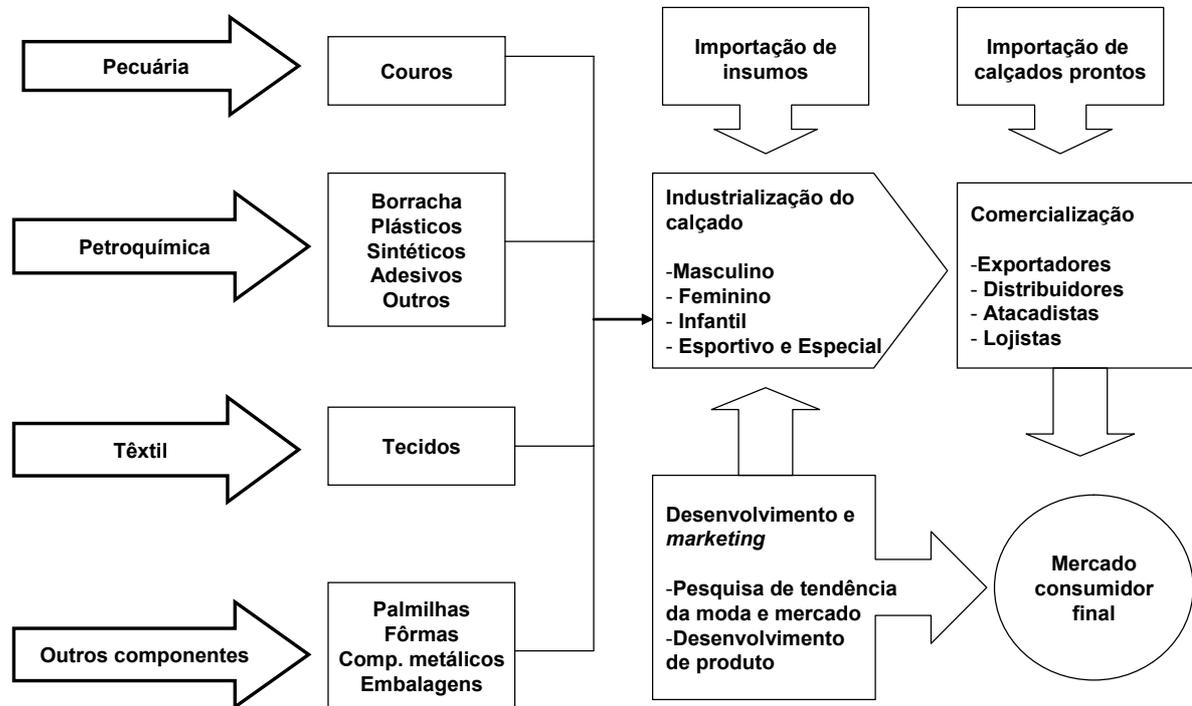 Pecuária
Couros
Importação de
insumos
Importação de
calçados prontos
Petroquímica
Borracha
Plásticos
Sintéticos
Adesivos
Outros
Industrialização do
calçado
-Masculino
- Feminino
- Infantil
- Esportivo e Especial
Comercialização
-Exportadores
- Distribuidores
- Atacadistas
- Lojistas
Têxtil
Tecidos
Desenvolvimento e
marketing
-Pesquisa de tendência
da moda e mercado
-Desenvolvimento
de produto
Mercado
consumidor
final
Outros componentes
Palmilhas
Fôrmas
Comp. metálicos
Embalagens